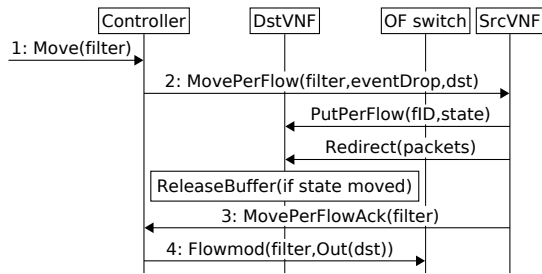 Controller DstVNF OF switch SrcVNF
1: Move(filter)
2: MovePerFlow(filter,eventDrop,dst)
PutPerFlow(fID,state)
Redirect(packets)
ReleaseBuffer(if state moved)
3: MovePerFlowAck(filter)
4: Flowmod(filter,Out(dst))